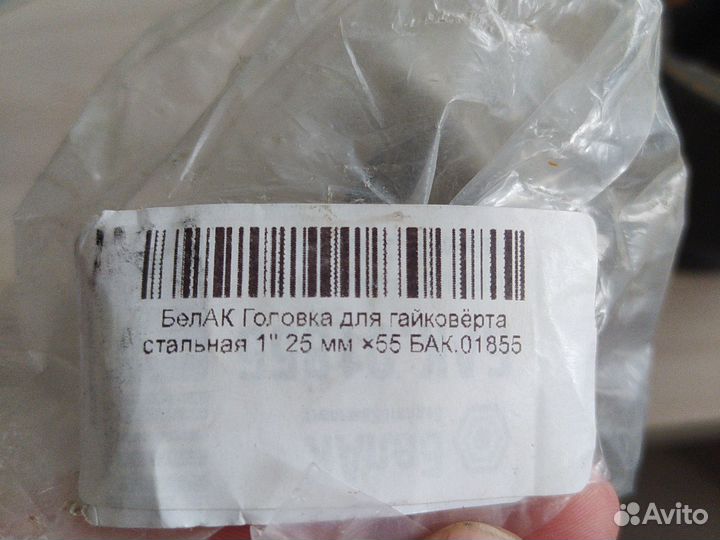 БелАК Головка для гайковёрта
стальная 1" 25 мм ×55 БАК.01855
Avito